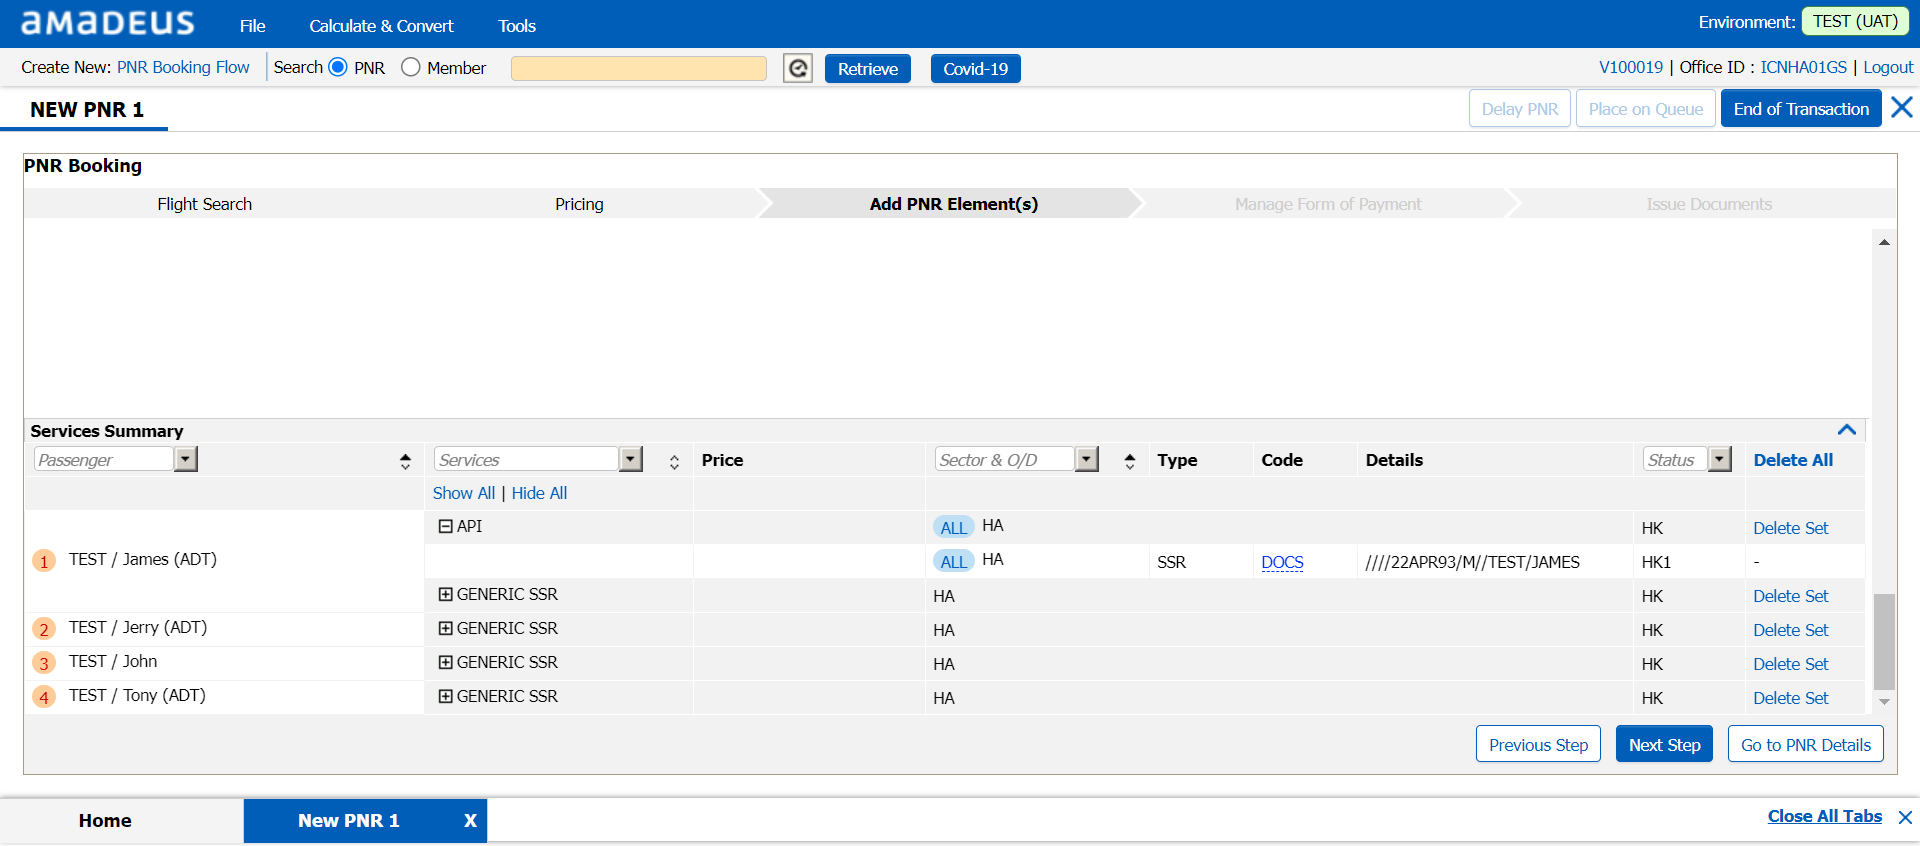 aMaDEUS File Calculate & Convert Tools Environment: TEST (UAT)
Create New: PNR Booking Flow Search PNR Member Retrieve Covid-19 V100019 | Office ID : ICNHA01GS | Logout
NEW PNR 1 Delay PNR Place on Queue End of Transaction
PNR Booking
Flight Search Pricing Add PNR Element(s) Manage Form of Payment Issue Documents
Services Summary
Passenger Services Price Sector & O/D Type Code Details Status Delete All
Show All | Hide All
API ALL HA HK Delete Set
1 TEST / James (ADT) ALL HA SSR DOCS ////22APR93/M//TEST/JAMES HK1 -
GENERIC SSR HA HK Delete Set
2 TEST / Jerry (ADT) GENERIC SSR HA HK Delete Set
3 TEST / John GENERIC SSR HA HK Delete Set
4 TEST / Tony (ADT) GENERIC SSR HA HK Delete Set
Previous Step Next Step Go to PNR Details
Home New PNR 1 X Close All Tabs